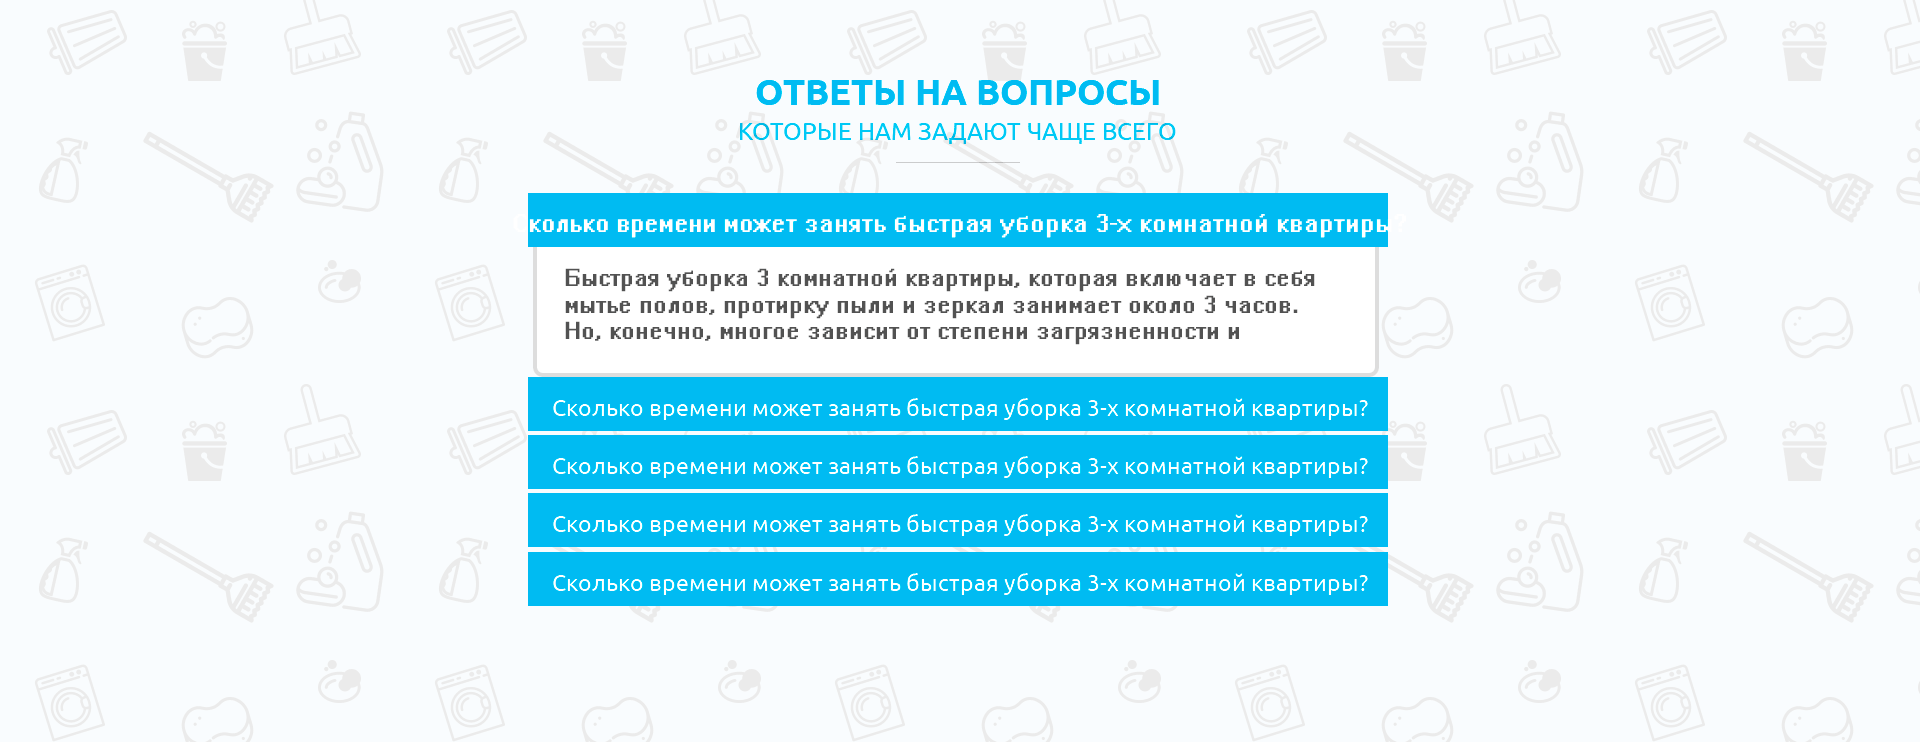 ОТВЕТЫ НА ВОПРОСЫ
КОТОРЫЕ НАМ ЗАДАЮТ ЧАЩЕ ВСЕГО
Сколько времени может занять быстрая уборка 3-х комнатной квартиры?
Быстрая уборка 3 комнатной квартиры, которая включает в себя
мытье полов, протирку пыли и зеркал занимает около 3 часов.
Но, конечно, многое зависит от степени загрязненности и
Сколько времени может занять быстрая уборка 3-х комнатной квартиры?
Сколько времени может занять быстрая уборка 3-х комнатной квартиры?
Сколько времени может занять быстрая уборка 3-х комнатной квартиры?
Сколько времени может занять быстрая уборка 3-х комнатной квартиры?